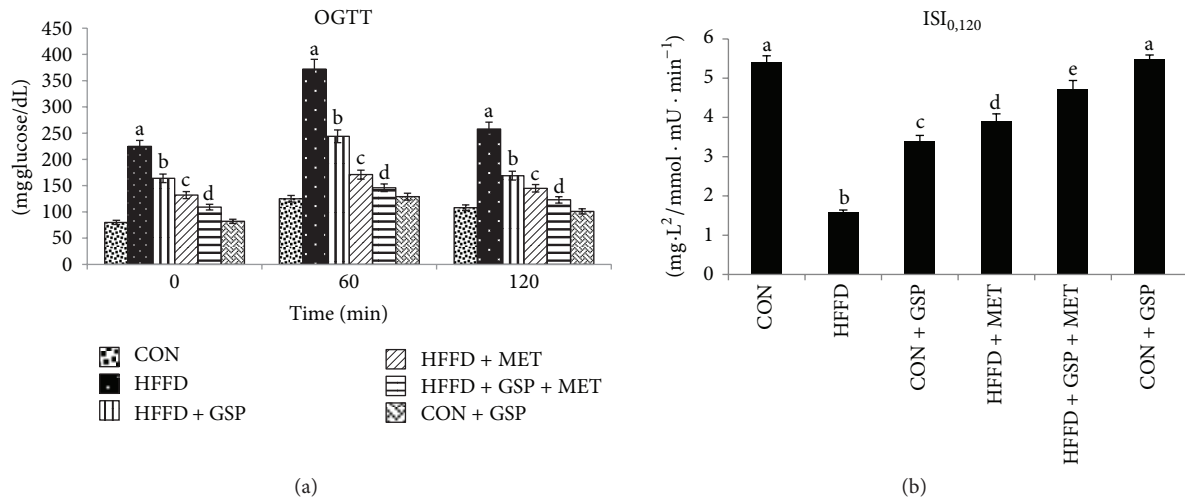 OGTT
(mgglucose/dL)
450
400
350
300
250
200
150
100
50
0
a
b
c
d
a
b
c
d
a
b
c
d
0
60
120
Time (min)
CON
HFFD
HFFD + GSP
HFFD + MET
HFFD + GSP + MET
CON + GSP
(a)
ISI0,120
(mg·L²/mmol · mU · min⁻¹)
6
5
4
3
2
1
0
a
b
c
d
e
a
CON
HFFD
CON + GSP
HFFD + MET
HFFD + GSP + MET
CON + GSP
(b)